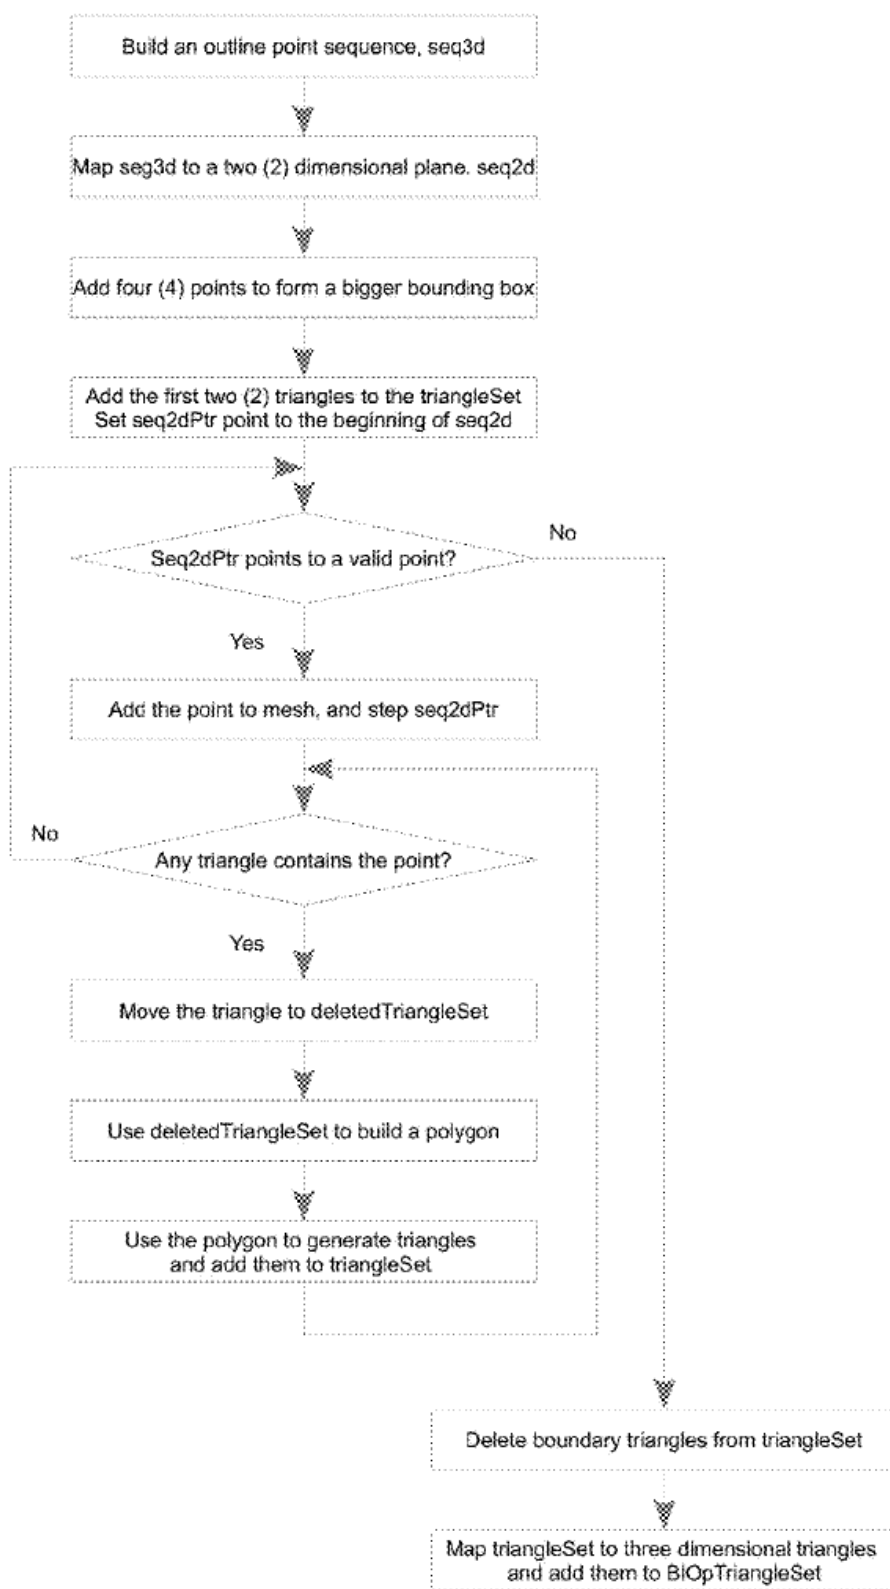 Build an outline point sequence, seq3d
Map seg3d to a two (2) dimensional plane. seq2d
Add four (4) points to form a bigger bounding box
Add the first two (2) triangles to the triangleSet
Set seq2dPtr point to the beginning of seq2d
No
Seq2dPtr points to a valid point?
Yes
Add the point to mesh, and step seq2dPtr
No
Any triangle contains the point?
Yes
Move the triangle to deletedTriangleSet
Use deletedTriangleSet to build a polygon
Use the polygon to generate triangles
and add them to triangleSet
Delete boundary triangles from triangleSet
Map triangleSet to three dimensional triangles
and add them to BlOpTriangleSet